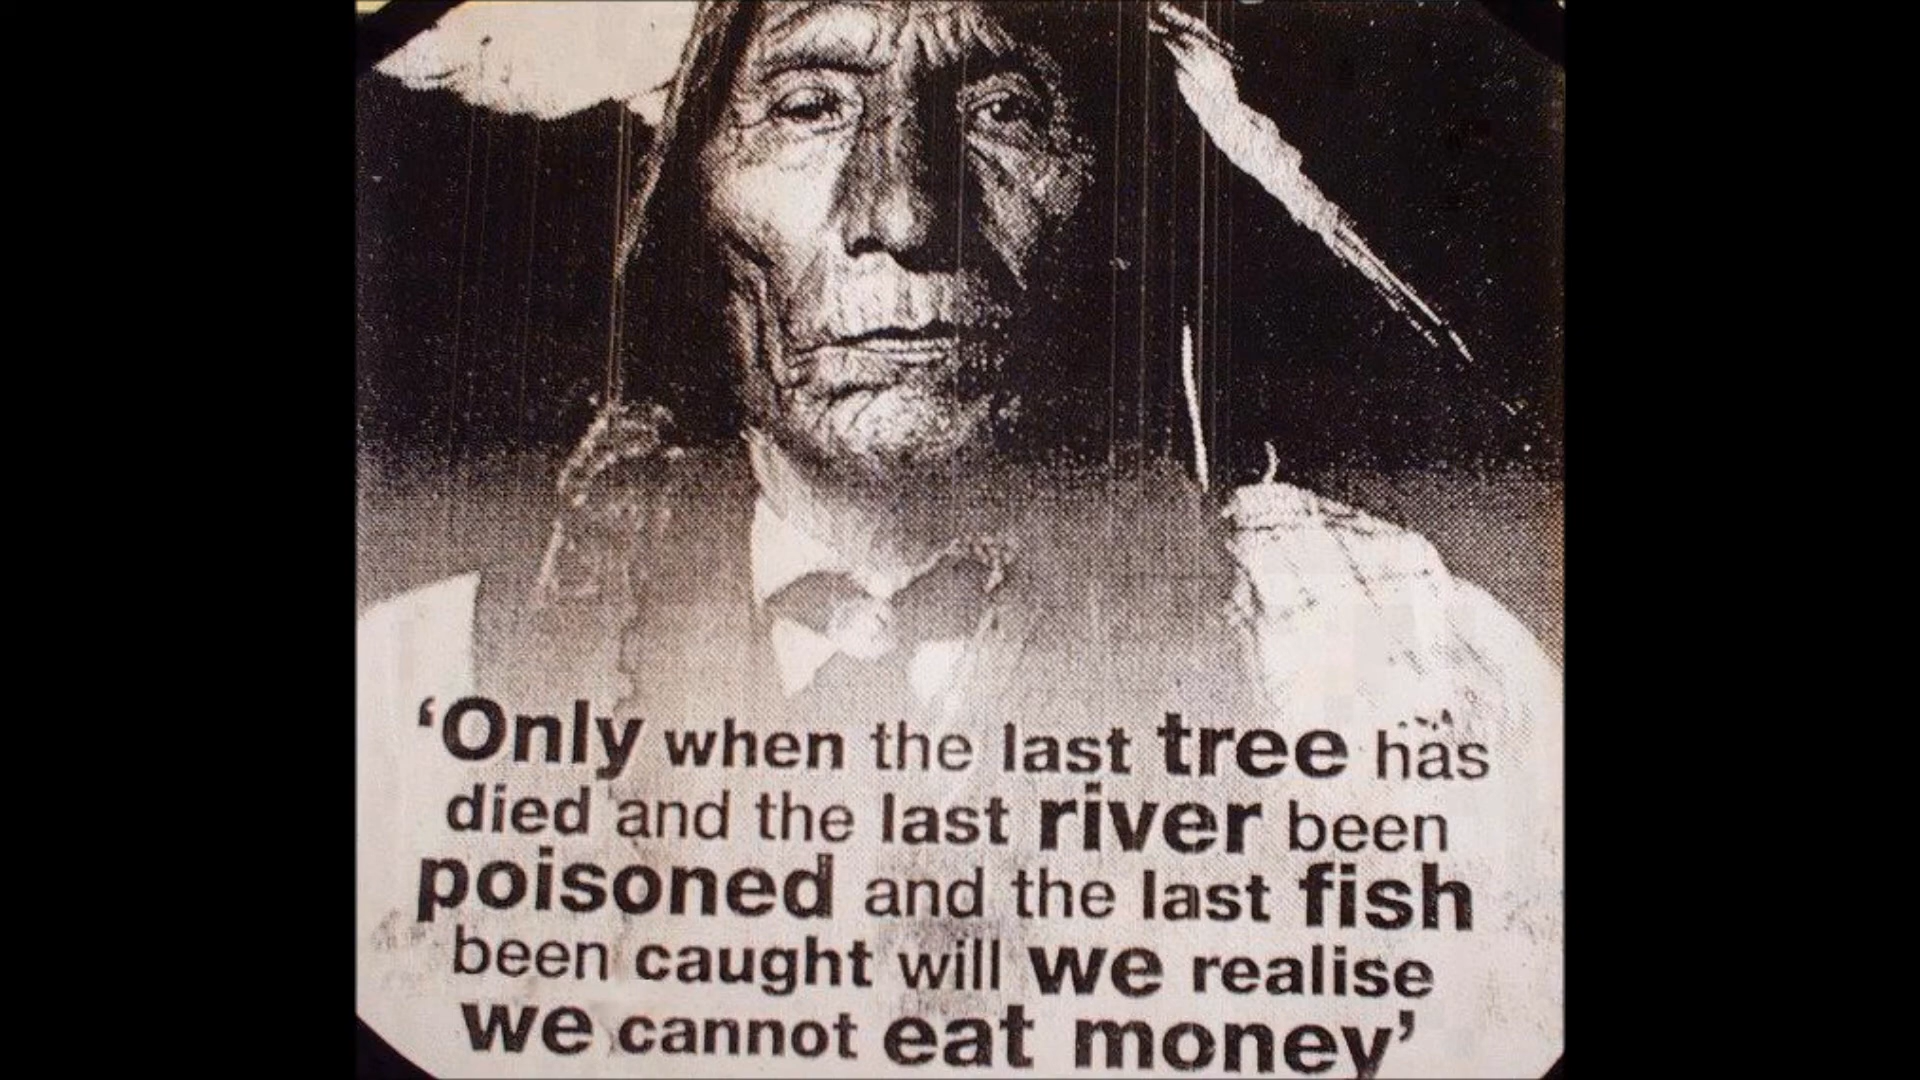 ‘Only when the last tree has
died and the last river been
poisoned and the last fish
been caught will we realise
we cannot eat money’